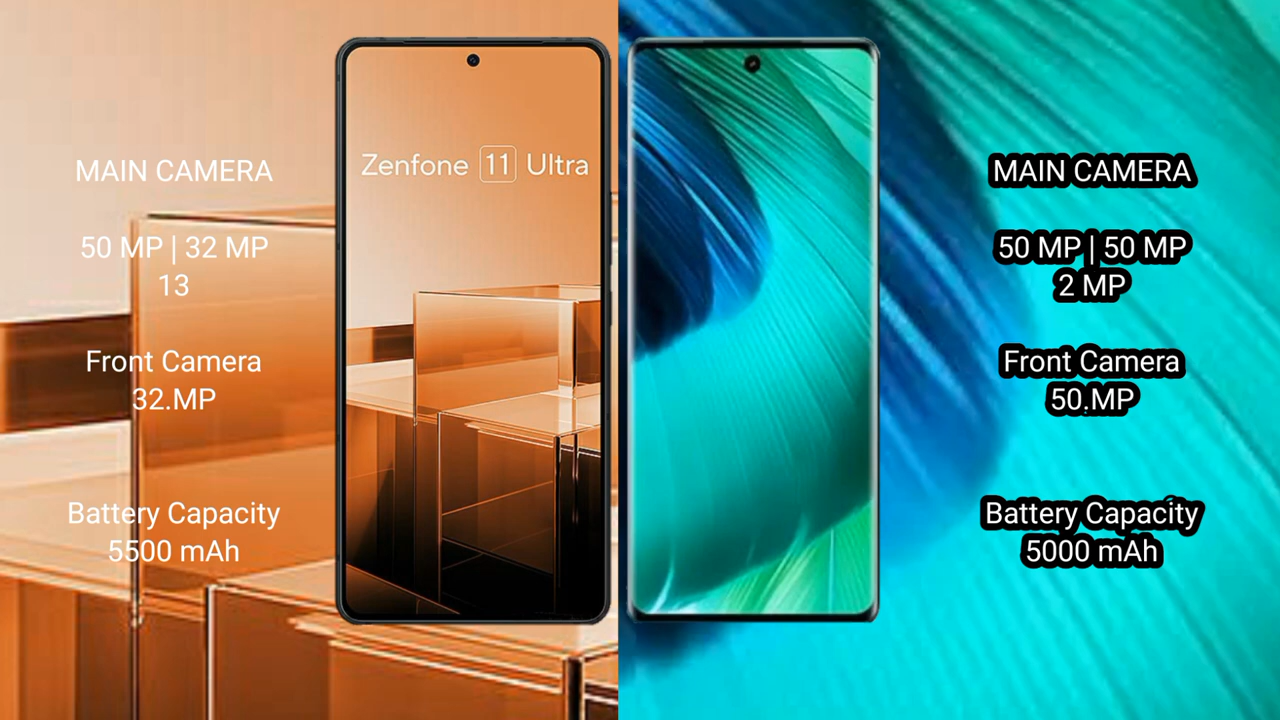 MAIN CAMERA
50 MP | 32 MP
13
Front Camera
32.MP
Battery Capacity
5500 mAh
Zenfone 11 Ultra
MAIN CAMERA
50 MP | 50 MP
2 MP
Front Camera
50.MP
Battery Capacity
5000 mAh